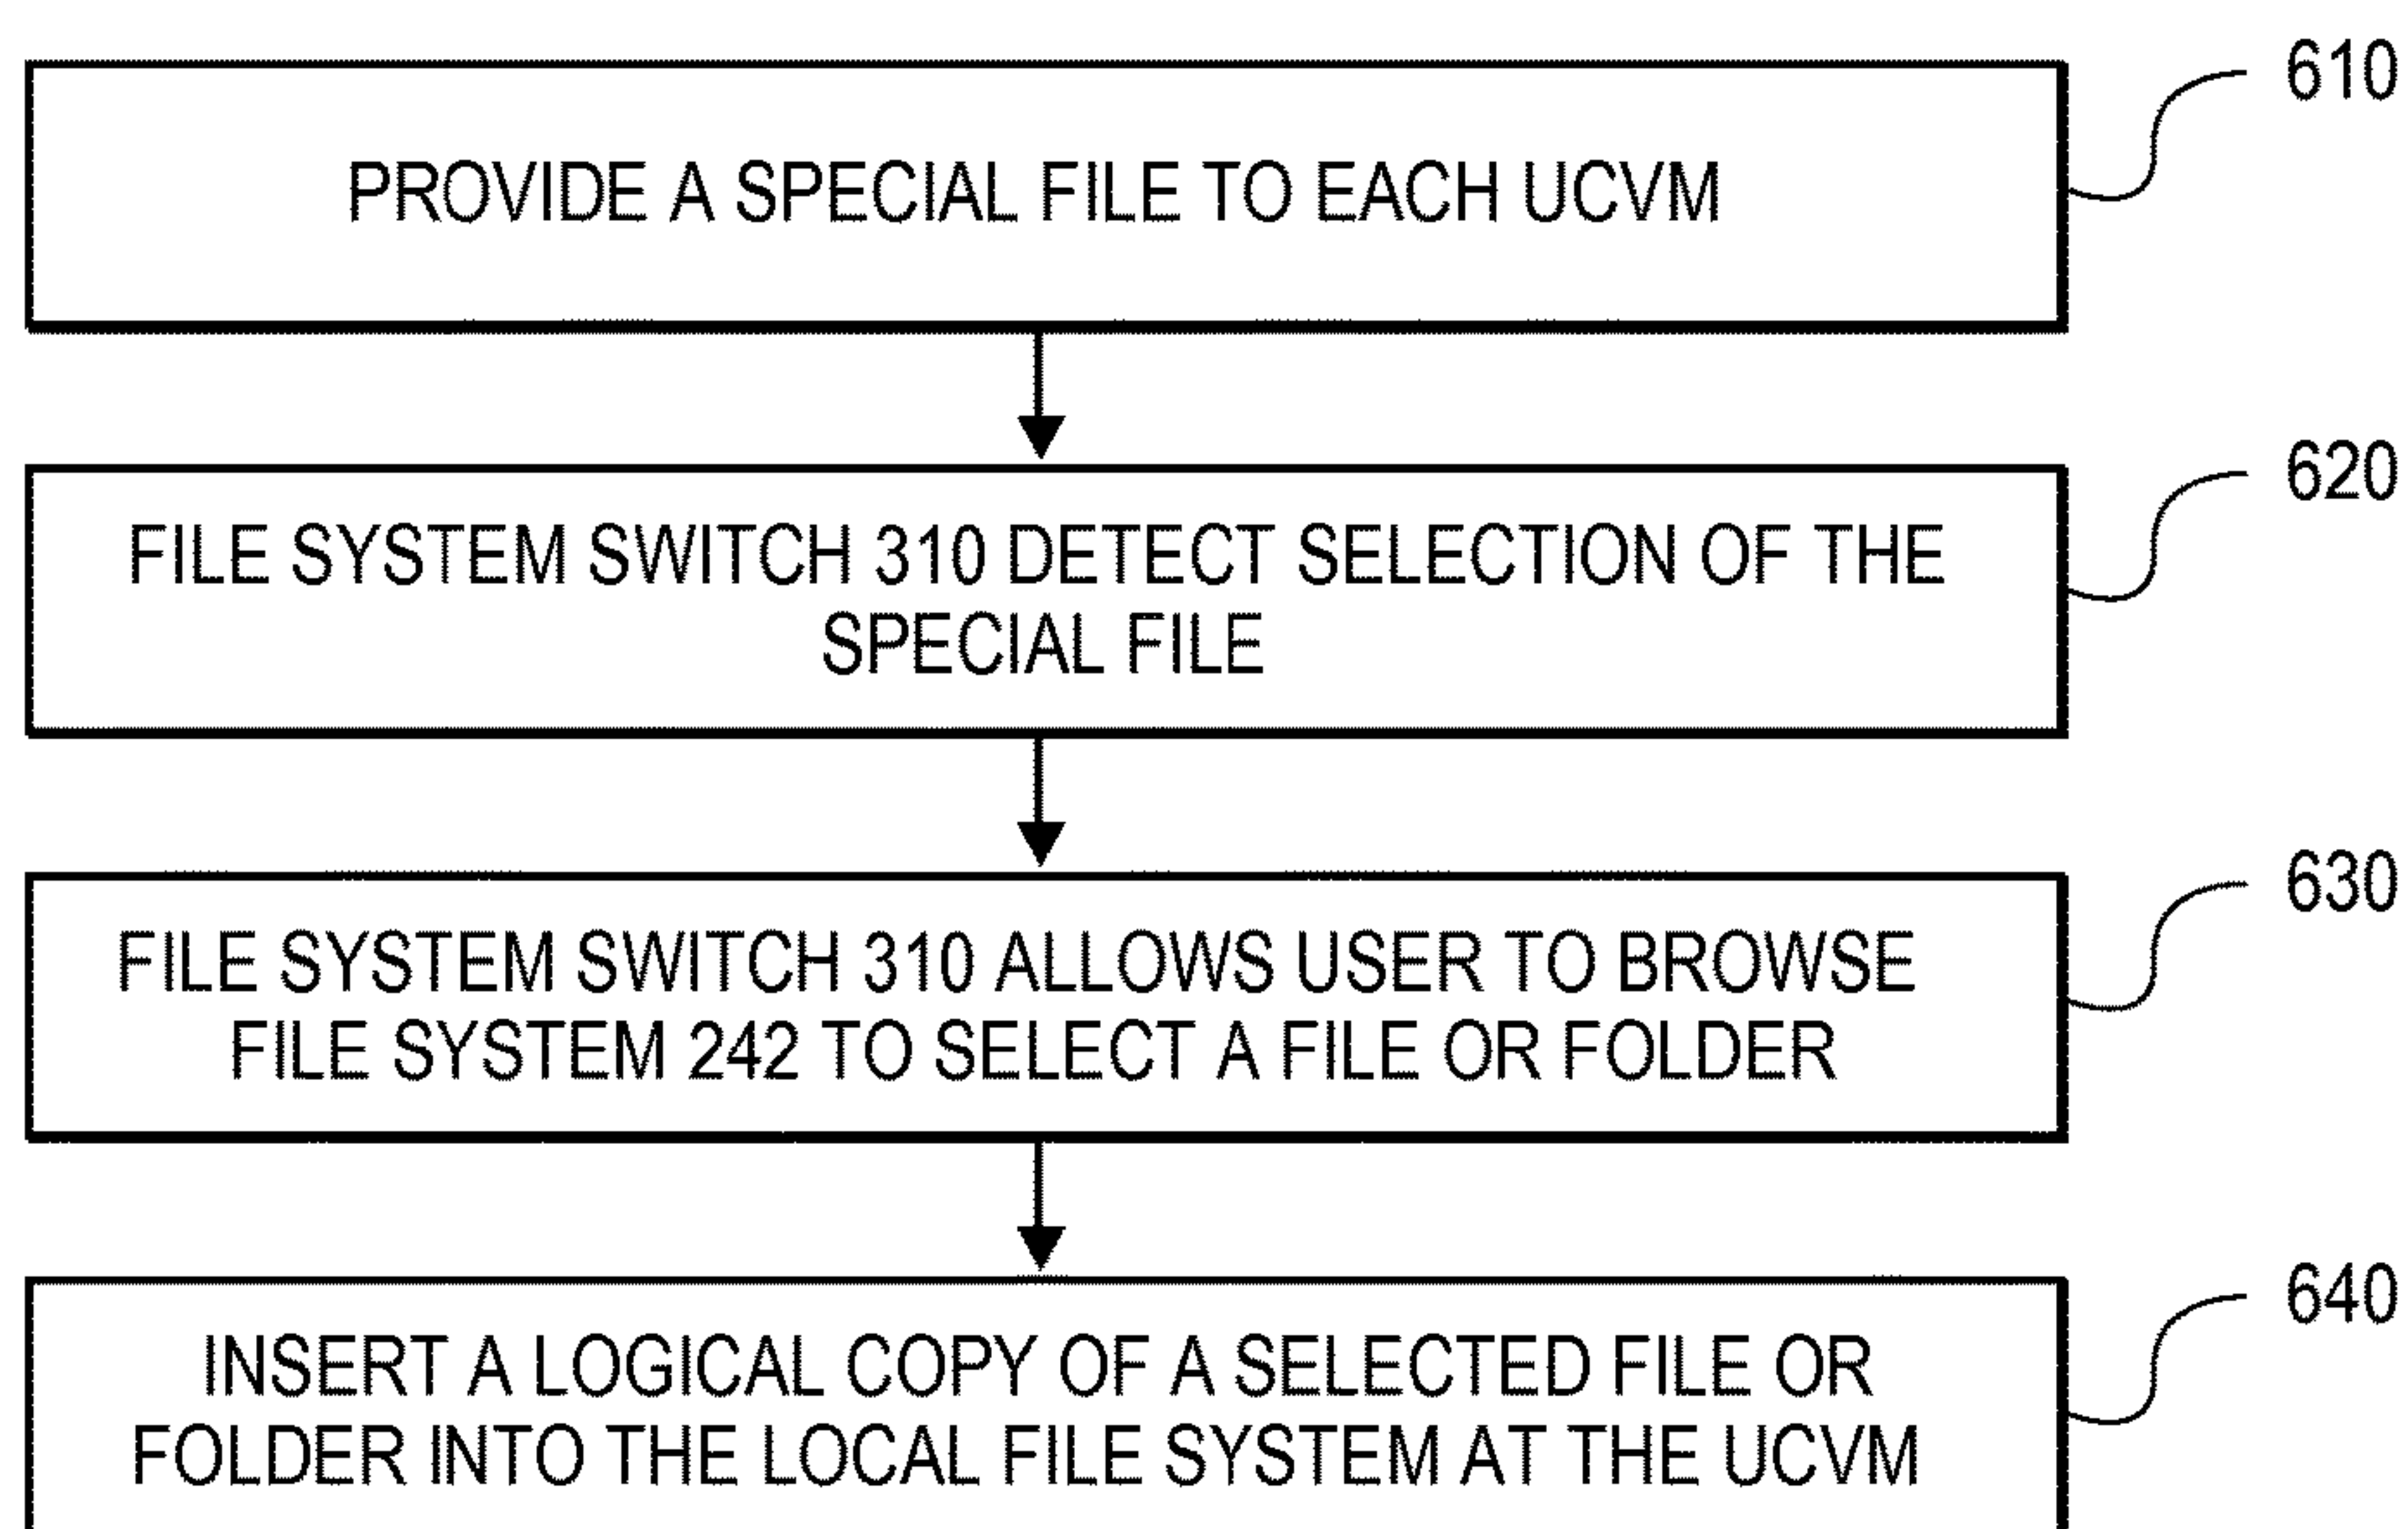 610
PROVIDE A SPECIAL FILE TO EACH UCVM
620
FILE SYSTEM SWITCH 310 DETECT SELECTION OF THE
SPECIAL FILE
630
FILE SYSTEM SWITCH 310 ALLOWS USER TO BROWSE
FILE SYSTEM 242 TO SELECT A FILE OR FOLDER
640
INSERT A LOGICAL COPY OF A SELECTED FILE OR
FOLDER INTO THE LOCAL FILE SYSTEM AT THE UCVM